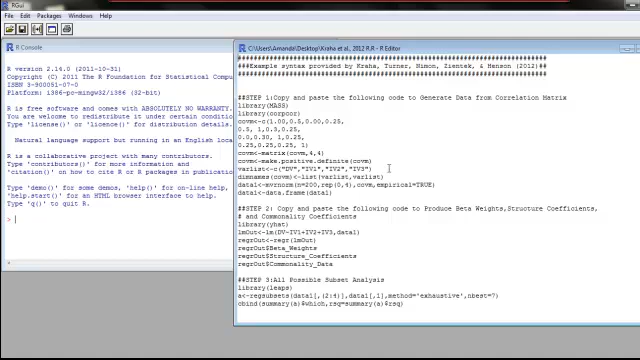 RGui
File Edit Packages Windows Help
R Console
R version 2.14.0 (2011-10-31)
Copyright (C) 2011 The R Foundation for Statistical Comput
ISBN 3-900051-07-0
Platform: i386-pc-mingw32/i386 (32-bit)
R is free software and comes with ABSOLUTELY NO WARRANTY.
You are welcome to redistribute it under certain condition
Type 'license()' or 'licence()' for distribution details.
Natural language support but running in an English local
R is a collaborative project with many contributors.
Type 'contributors()' for more information and
'citation()' on how to cite R or R packages in publication
Type 'demo()' for some demos, 'help()' for on-line help,
'help.start()' for an HTML browser interface to help.
Type 'q()' to quit R.
>
C:\Users\Amanda\Desktop\Kraha et al, 2012 R.R - R Editor
###Example syntax provided by Kraha, Turner, Nimon, Zientek, & Henson (2012)###
##STEP 1:Copy and paste the following code to Generate Data from Correlation Matrix
library(MASS)
library(corpcor)
covm<-c(1.00,0.5,0.00,0.25,
0.5, 1,0.3,0.25,
0.0,0.30, 1,0.25,
0.25,0.25,0.25, 1)
covm<-matrix(covm,4,4)
covm<-make.positive.definite(covm)
varlist<-c("DV","IV1","IV2","IV3")
dimnames(covm)<-list(varlist,varlist)
data1<-mvrnorm(n=200,rep(0,4),covm,empirical=TRUE)
data1<-data.frame(data1)
##STEP 2: Copy and paste the following code to Produce Beta Weights,Structure Coefficients,
# and Commonality Coefficients
library(yhat)
lmOut<-lm(DV~IV1+IV2+IV3,data1)
regrOut<-regr(lmOut)
regrOut$Beta_Weights
regrOut$Structure_Coefficients
regrOut$Commonality_Data
##STEP 3:All Possible Subset Analysis
library(leaps)
a<-regsubsets(data1[,(2:4)],data1[,1],method='exhaustive',nbest=7)
cbind(summary(a)$which,rsq=summary(a)$rsq)